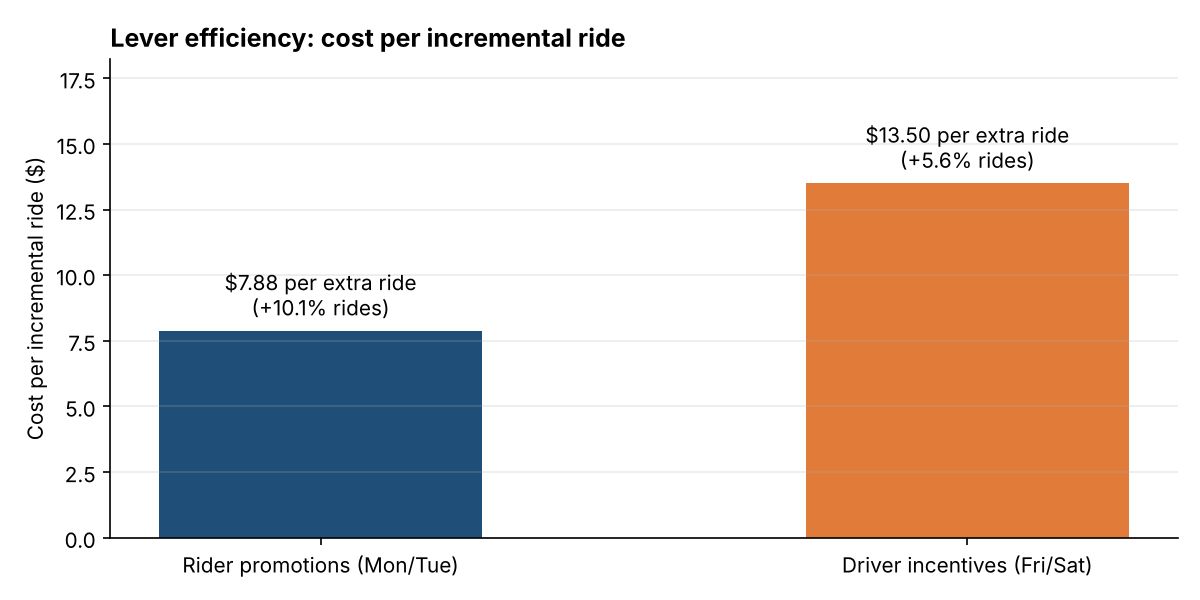 Lever efficiency: cost per incremental ride
Cost per incremental ride ($)
17.5
15.0
12.5
10.0
7.5
5.0
2.5
0.0
$7.88 per extra ride
(+10.1% rides)
$13.50 per extra ride
(+5.6% rides)
Rider promotions (Mon/Tue)
Driver incentives (Fri/Sat)